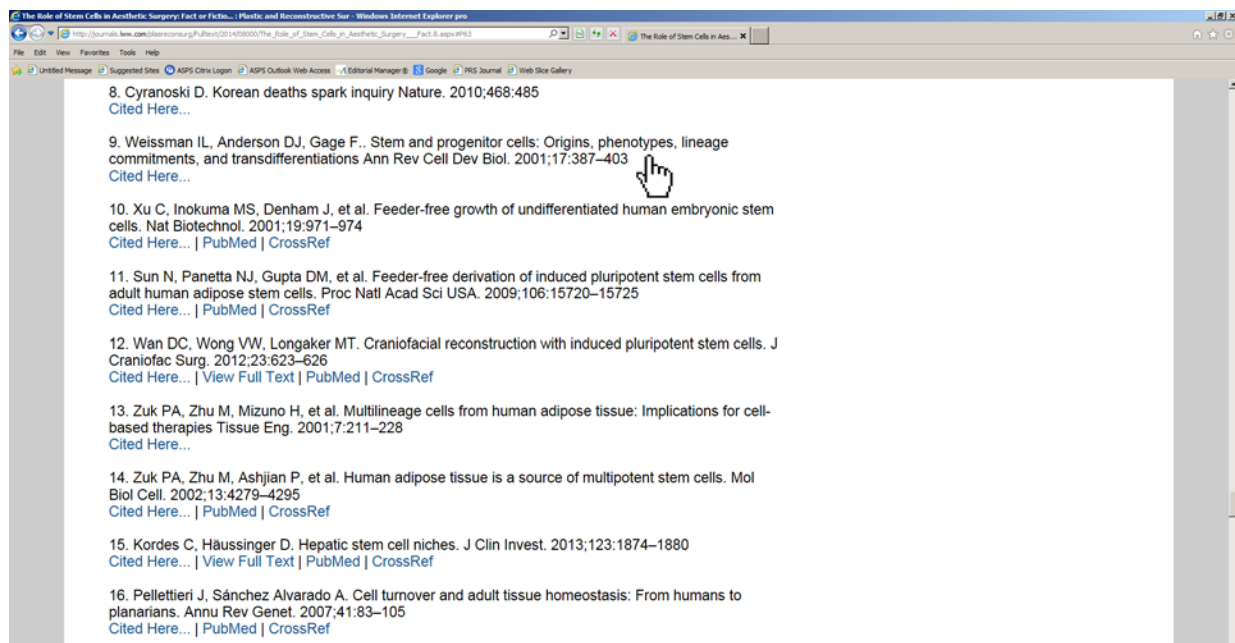 The Role of Stem Cells in Aesthetic Surgery: Fact or Fictio... : Plastic and Reconstructive Sur - Windows Internet Explorer pro
http://journals.lww.com/plasreconsurg/Fulltext/2014/08000/The_Role_of_Stem_Cells_in_Aesthetic_Surgery___Fact.8.aspx#P63
The Role of Stem Cells in Aes...
File Edit View Favorites Tools Help
Untitled Message Suggested Sites ASPS Citrix Logon ASPS Outlook Web Access Editorial Manager® Google PRS Journal Web Slice Gallery
8. Cyranoski D. Korean deaths spark inquiry Nature. 2010;468:485
Cited Here...
9. Weissman IL, Anderson DJ, Gage F.. Stem and progenitor cells: Origins, phenotypes, lineage
commitments, and transdifferentiations Ann Rev Cell Dev Biol. 2001;17:387–403
Cited Here...
10. Xu C, Inokuma MS, Denham J, et al. Feeder-free growth of undifferentiated human embryonic stem
cells. Nat Biotechnol. 2001;19:971–974
Cited Here... | PubMed | CrossRef
11. Sun N, Panetta NJ, Gupta DM, et al. Feeder-free derivation of induced pluripotent stem cells from
adult human adipose stem cells. Proc Natl Acad Sci USA. 2009;106:15720–15725
Cited Here... | PubMed | CrossRef
12. Wan DC, Wong VW, Longaker MT. Craniofacial reconstruction with induced pluripotent stem cells. J
Craniofac Surg. 2012;23:623–626
Cited Here... | View Full Text | PubMed | CrossRef
13. Zuk PA, Zhu M, Mizuno H, et al. Multilineage cells from human adipose tissue: Implications for cell-
based therapies Tissue Eng. 2001;7:211–228
Cited Here...
14. Zuk PA, Zhu M, Ashjian P, et al. Human adipose tissue is a source of multipotent stem cells. Mol
Biol Cell. 2002;13:4279–4295
Cited Here... | PubMed | CrossRef
15. Kordes C, Häussinger D. Hepatic stem cell niches. J Clin Invest. 2013;123:1874–1880
Cited Here... | View Full Text | PubMed | CrossRef
16. Pellettieri J, Sánchez Alvarado A. Cell turnover and adult tissue homeostasis: From humans to
planarians. Annu Rev Genet. 2007;41:83–105
Cited Here... | PubMed | CrossRef